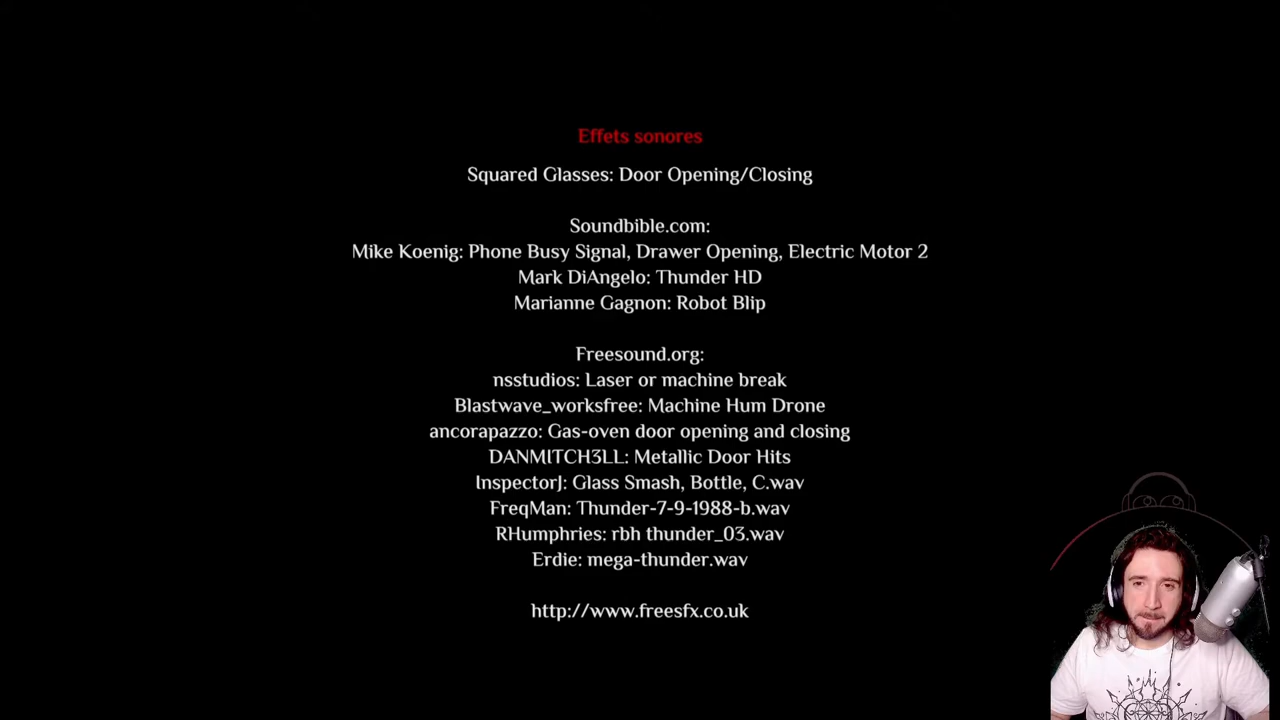 Effets sonores
Squared Glasses: Door Opening/Closing
Soundbible.com:
Mike Koenig: Phone Busy Signal, Drawer Opening, Electric Motor 2
Mark DiAngelo: Thunder HD
Marianne Gagnon: Robot Blip
Freesound.org:
nsstudios: Laser or machine break
Blastwave_worksfree: Machine Hum Drone
ancorapazzo: Gas-oven door opening and closing
DANMITCH3LL: Metallic Door Hits
InspectorJ: Glass Smash, Bottle, C.wav
FreqMan: Thunder-7-9-1988-b.wav
RHumphries: rbh thunder_03.wav
Erdie: mega-thunder.wav
http://www.freesfx.co.uk